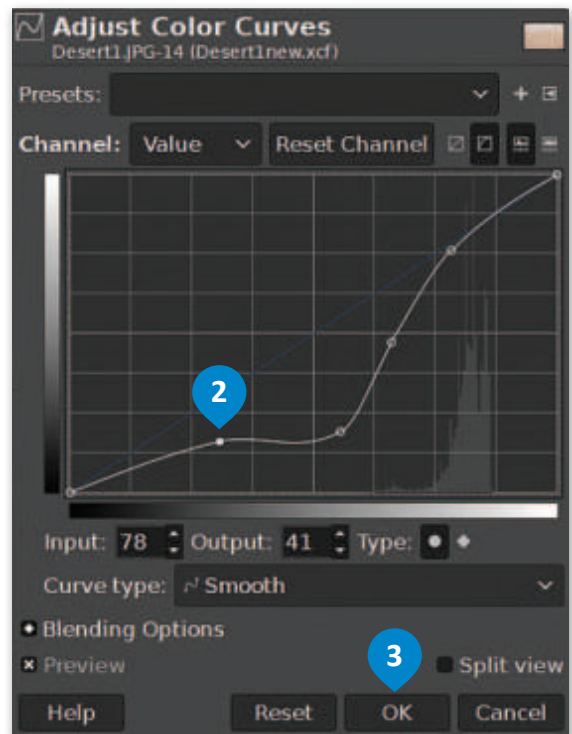 Adjust Color Curves
Desert1.JPG-14 (Desert1new.xcf)
Presets:
Channel: Value Reset Channel
2
Input: 78 Output: 41 Type:
Curve type: Smooth
Blending Options
Preview
3
Split view
Help Reset OK Cancel